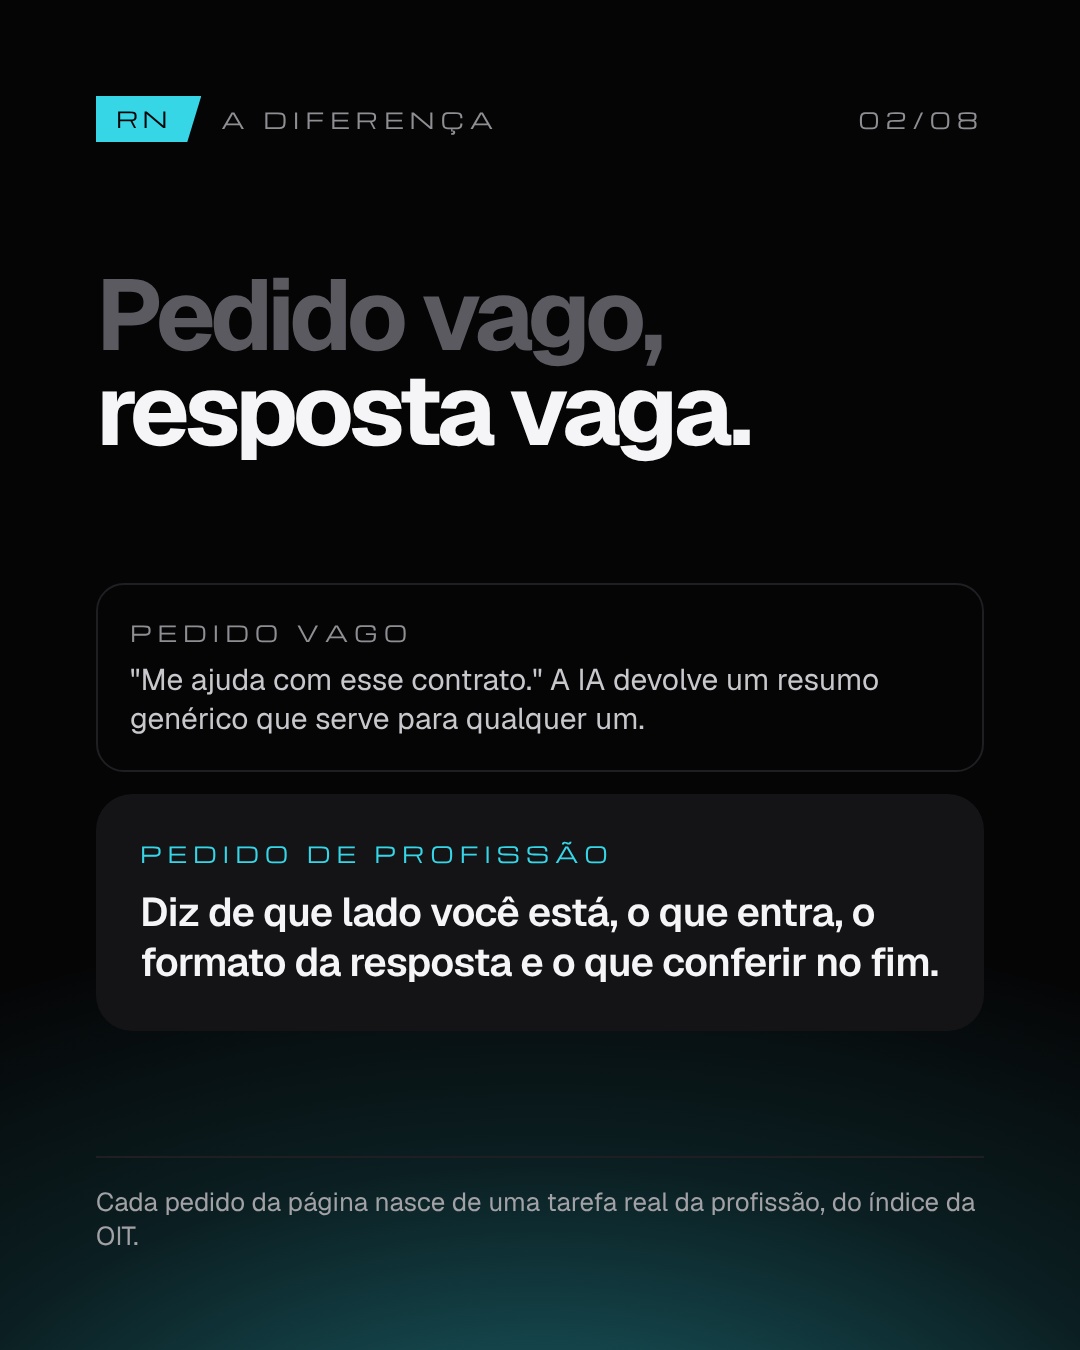 RN A DIFERENÇA 02/08
Pedido vago,
resposta vaga.
PEDIDO VAGO
"Me ajuda com esse contrato." A IA devolve um resumo
genérico que serve para qualquer um.
PEDIDO DE PROFISSÃO
Diz de que lado você está, o que entra, o
formato da resposta e o que conferir no fim.
Cada pedido da página nasce de uma tarefa real da profissão, do índice da
OIT.